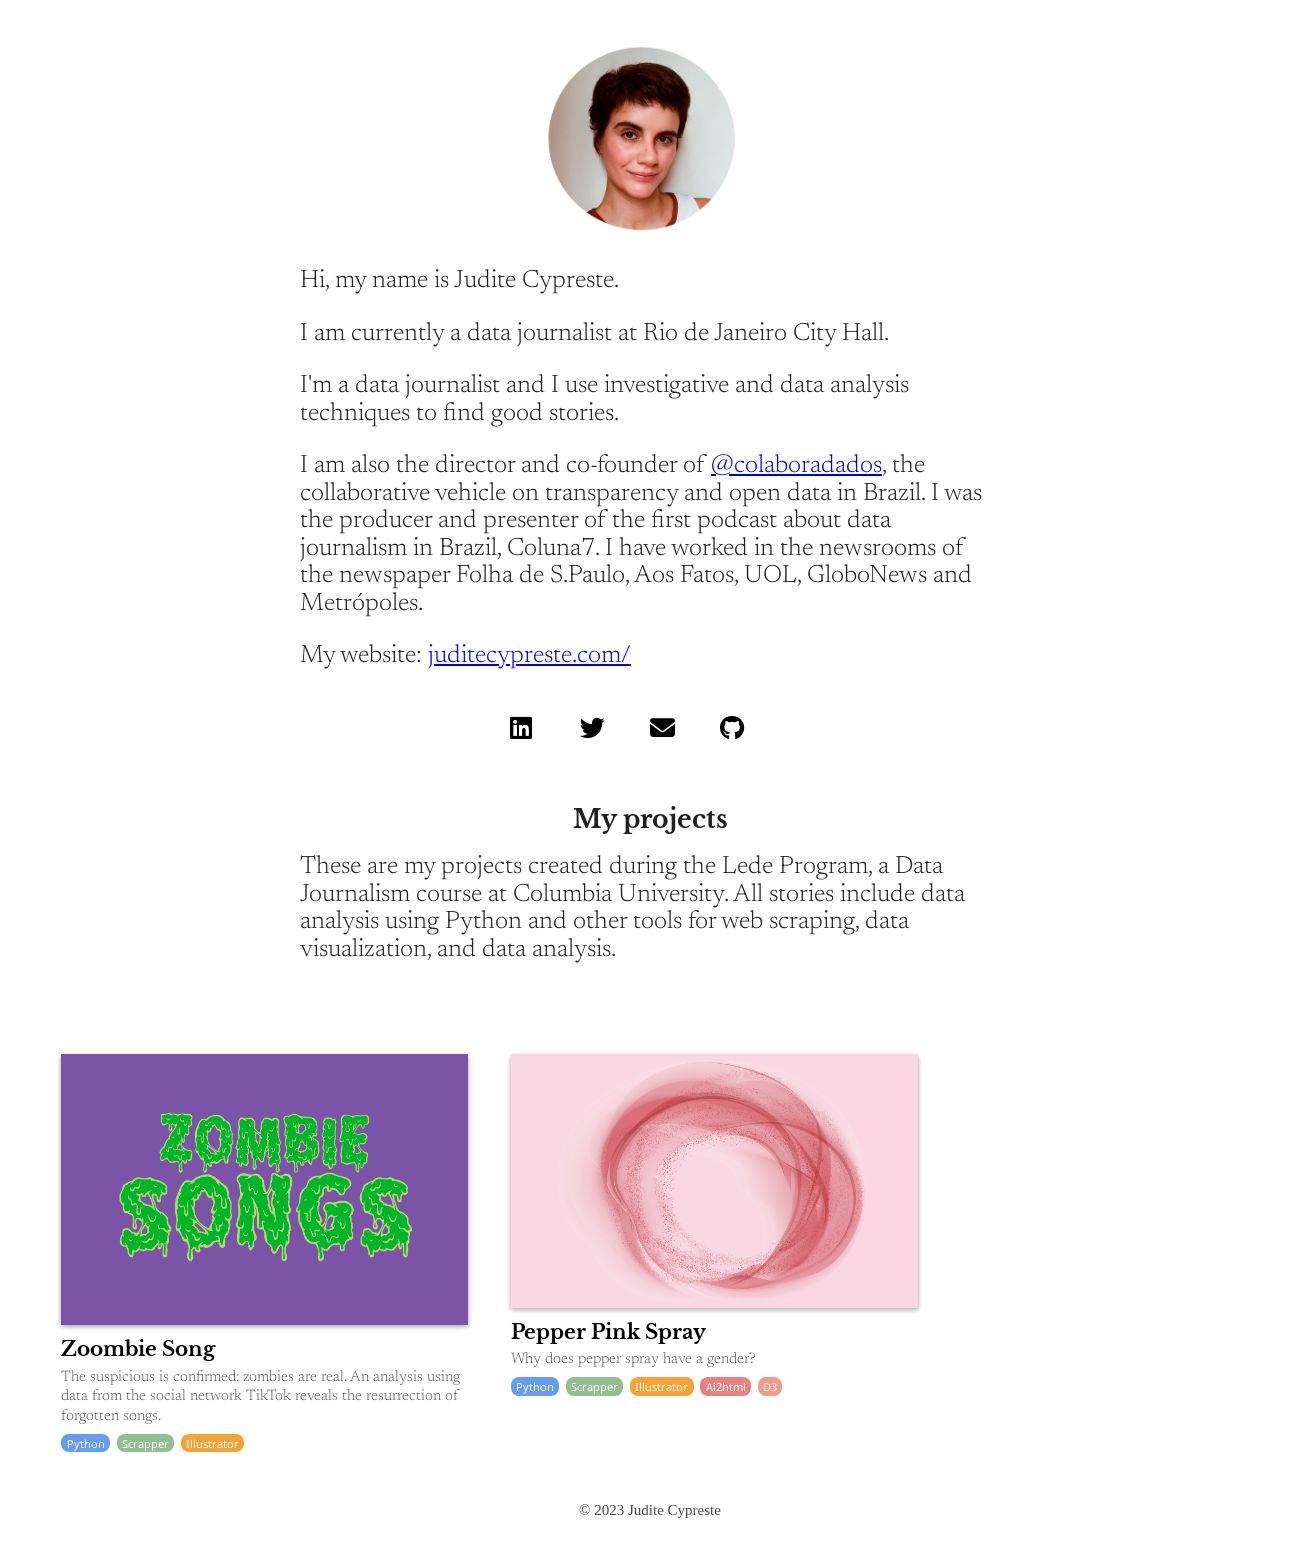 Hi, my name is Judite Cypreste.
I am currently a data journalist at Rio de Janeiro City Hall.
I'm a data journalist and I use investigative and data analysis
techniques to find good stories.
I am also the director and co-founder of @colaboradados, the
collaborative vehicle on transparency and open data in Brazil. I was
the producer and presenter of the first podcast about data
journalism in Brazil, Coluna7. I have worked in the newsrooms of
the newspaper Folha de S.Paulo, Aos Fatos, UOL, GloboNews and
Metrópoles.
My website: juditecypreste.com/
My projects
These are my projects created during the Lede Program, a Data
Journalism course at Columbia University. All stories include data
analysis using Python and other tools for web scraping, data
visualization, and data analysis.
ZOMBIE
SONGS
Zoombie Song
The suspicious is confirmed: zombies are real. An analysis using
data from the social network TikTok reveals the resurrection of
forgotten songs.
Python Scrapper Illustrator
Pepper Pink Spray
Why does pepper spray have a gender?
Python Scrapper Illustrator Ai2html D3
© 2023 Judite Cypreste